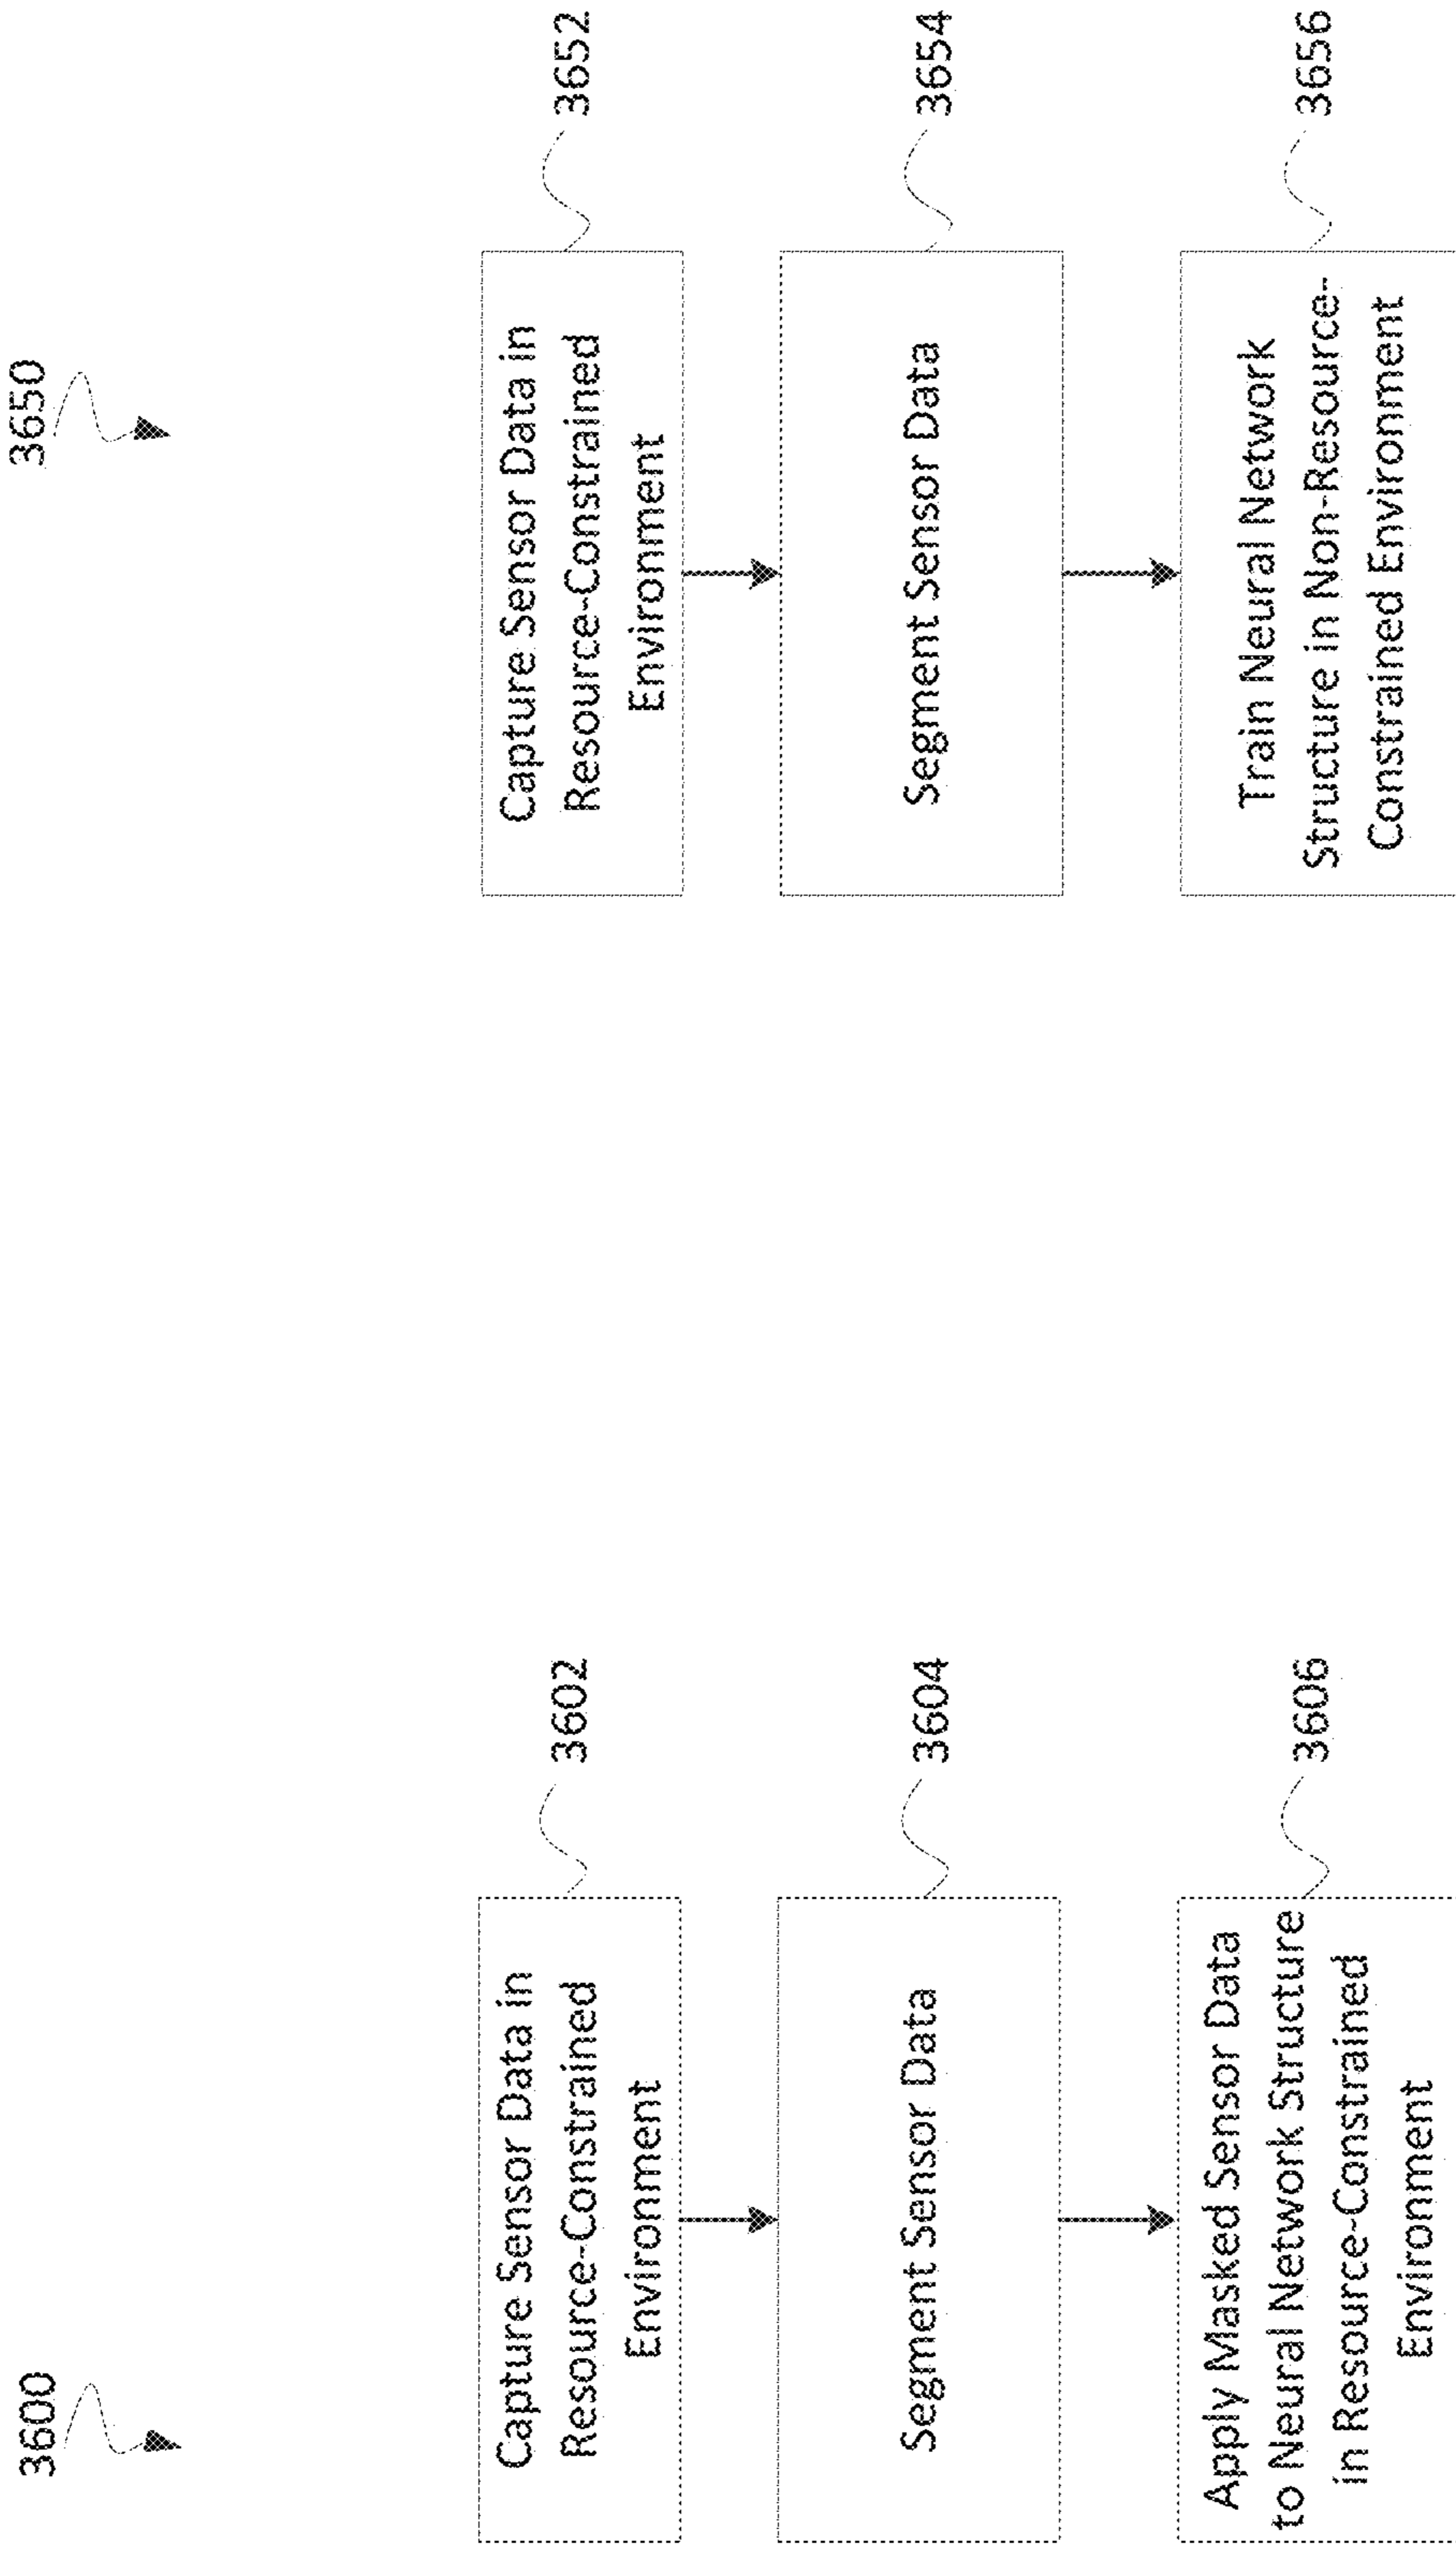 3600
Capture Sensor Data in
Resource-Constrained
Environment
3602
Segment Sensor Data
3604
Apply Masked Sensor Data
to Neural Network Structure
in Resource-Constrained
Environment
3606
3650
Capture Sensor Data in
Resource-Constrained
Environment
3652
Segment Sensor Data
3654
Train Neural Network
Structure in Non-Resource-
Constrained Environment
3656